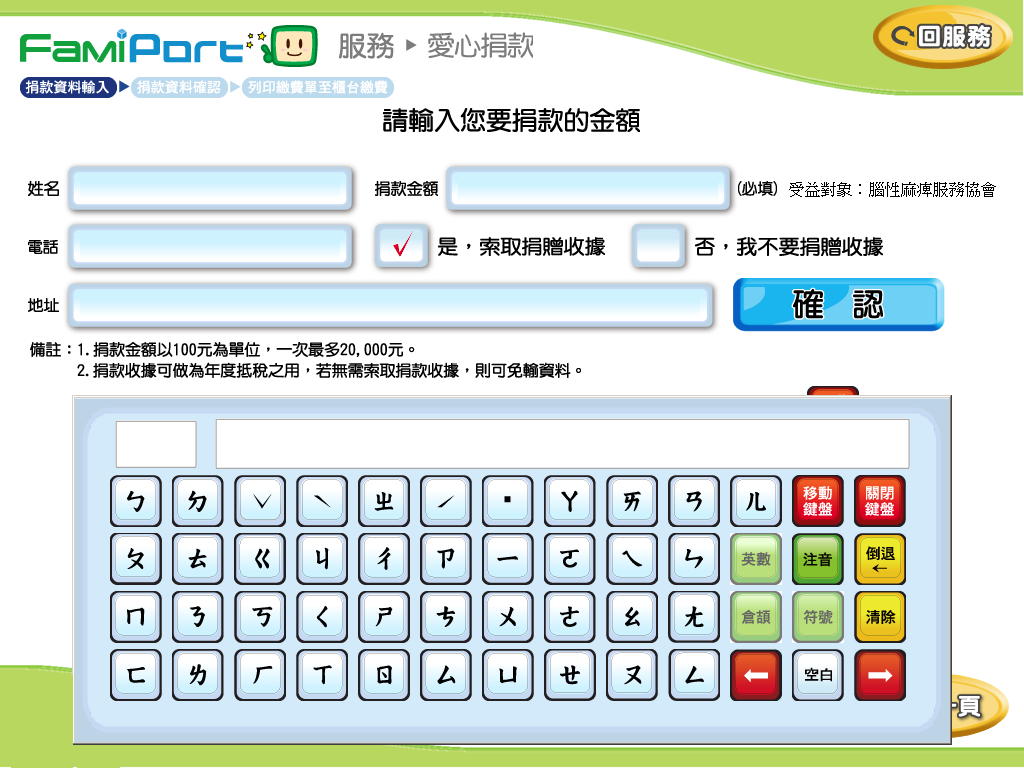 FamiPort 服務 ▶ 愛心捐款 回服務
捐款資料輸入 ▶ 捐款資料確認 ▶ 列印繳費單至櫃台繳費
請輸入您要捐款的金額
姓名 捐款金額 (必填) 受益對象：腦性麻痺服務協會
電話 是，索取捐贈收據 否，我不要捐贈收據
地址 確 認
備註：1.捐款金額以100元為單位，一次最多20,000元。
2.捐款收據可做為年度抵稅之用，若無需索取捐款收據，則可免輸資料。
ㄅ ㄉ ˇ ˋ ㄓ ˊ ˙ ㄚ ㄞ ㄢ ㄦ 移動鍵盤 關閉鍵盤
ㄆ ㄊ ㄍ ㄐ ㄔ ㄗ ㄧ ㄛ ㄟ ㄣ 英數 注音 倒退←
ㄇ ㄋ ㄎ ㄑ ㄕ ㄘ ㄨ ㄜ ㄠ ㄤ 倉頡 符號 清除
ㄈ ㄌ ㄏ ㄒ ㄖ ㄙ ㄩ ㄝ ㄡ ㄥ ← 空白 →
頁